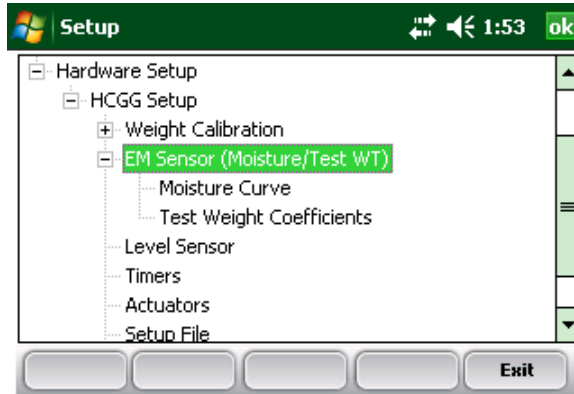 Setup 1:53 ok
Hardware Setup
HCGG Setup
Weight Calibration
EM Sensor (Moisture/Test WT)
Moisture Curve
Test Weight Coefficients
Level Sensor
Timers
Actuators
Setup File
Exit